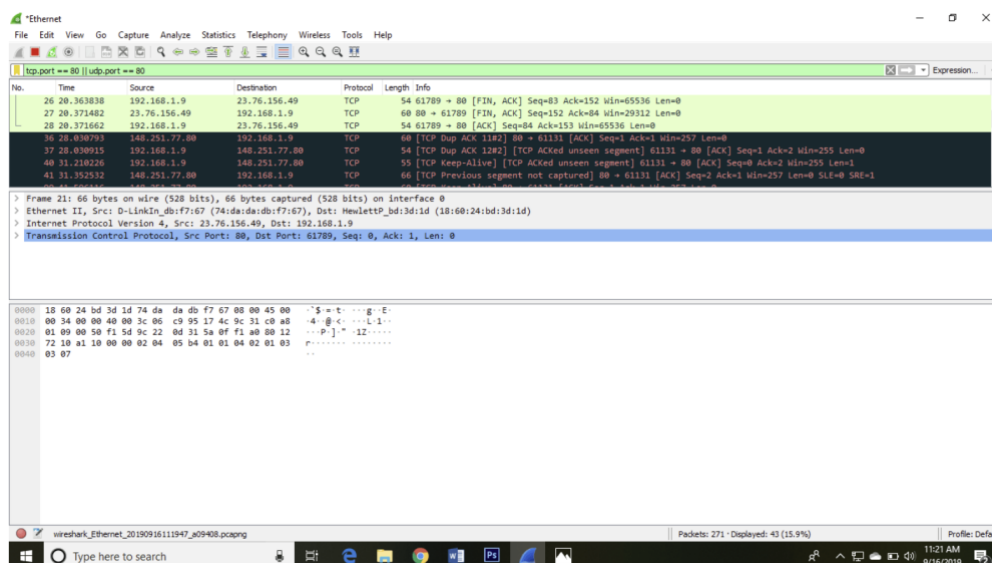 *Ethernet
File Edit View Go Capture Analyze Statistics Telephony Wireless Tools Help
tcp.port == 80 || udp.port == 80 Expression...
No. Time Source Destination Protocol Length Info
26 20.363838 192.168.1.9 23.76.156.49 TCP 54 61789 → 80 [FIN, ACK] Seq=83 Ack=152 Win=65536 Len=0
27 20.371482 23.76.156.49 192.168.1.9 TCP 60 80 → 61789 [FIN, ACK] Seq=152 Ack=84 Win=29312 Len=0
28 20.371662 192.168.1.9 23.76.156.49 TCP 54 61789 → 80 [ACK] Seq=84 Ack=153 Win=65536 Len=0
36 28.030793 148.251.77.80 192.168.1.9 TCP 60 [TCP Dup ACK 11#2] 80 → 61131 [ACK] Seq=1 Ack=1 Win=257 Len=0
37 28.030915 192.168.1.9 148.251.77.80 TCP 54 [TCP Dup ACK 12#2] [TCP ACKed unseen segment] 61131 → 80 [ACK] Seq=1 Ack=2 Win=255 Len=0
40 31.210226 192.168.1.9 148.251.77.80 TCP 55 [TCP Keep-Alive] [TCP ACKed unseen segment] 61131 → 80 [ACK] Seq=0 Ack=2 Win=255 Len=1
41 31.352532 148.251.77.80 192.168.1.9 TCP 66 [TCP Previous segment not captured] 80 → 61131 [ACK] Seq=2 Ack=1 Win=257 Len=0 SLE=0 SRE=1
> Frame 21: 66 bytes on wire (528 bits), 66 bytes captured (528 bits) on interface 0
> Ethernet II, Src: D-LinkIn_db:f7:67 (74:da:da:db:f7:67), Dst: HewlettP_bd:3d:1d (18:60:24:bd:3d:1d)
> Internet Protocol Version 4, Src: 23.76.156.49, Dst: 192.168.1.9
> Transmission Control Protocol, Src Port: 80, Dst Port: 61789, Seq: 0, Ack: 1, Len: 0
0000 18 60 24 bd 3d 1d 74 da da db f7 67 08 00 45 00 ·`$·=·t· ···g··E·
0010 00 34 00 00 40 00 3c 06 c9 95 17 4c 9c 31 c0 a8 ·4··@·<· ···L·1··
0020 01 09 00 50 f1 5d 9c 22 0d 31 5a 0f f1 a0 80 12 ···P·]·" ·1Z·····
0030 72 10 a1 10 00 00 02 04 05 b4 01 01 04 02 01 03 r······· ········
0040 03 07 ··
wireshark_Ethernet_20190916111947_a09408.pcapng Packets: 271 · Displayed: 43 (15.9%) Profile: Defa
Type here to search 11:21 AM
9/16/2019